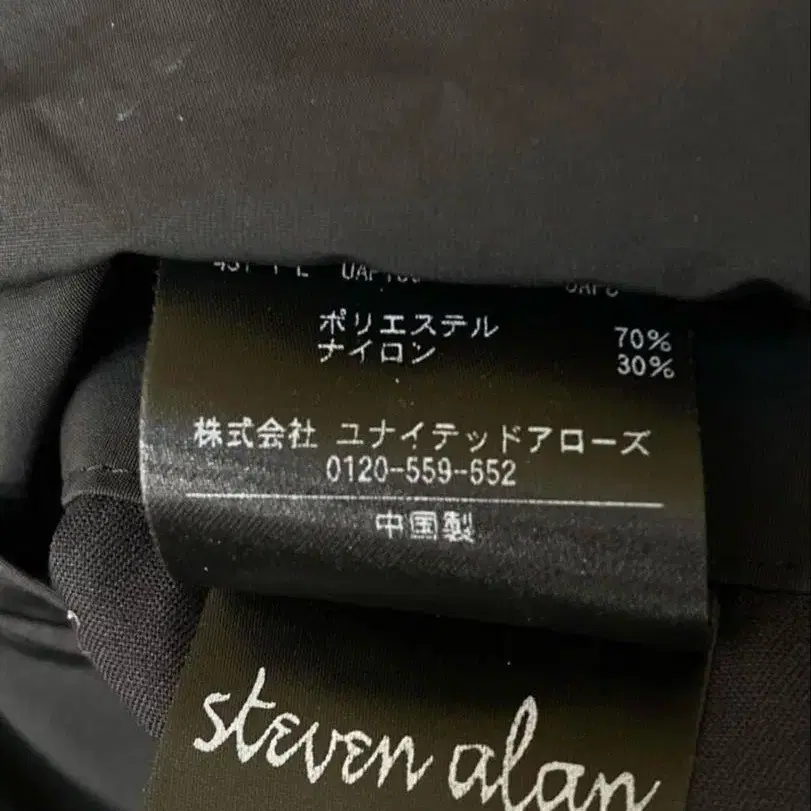 ポリエステル 70%
ナイロン 30%
株式会社 ユナイテッドアローズ
0120-559-652
中国製
steven alan